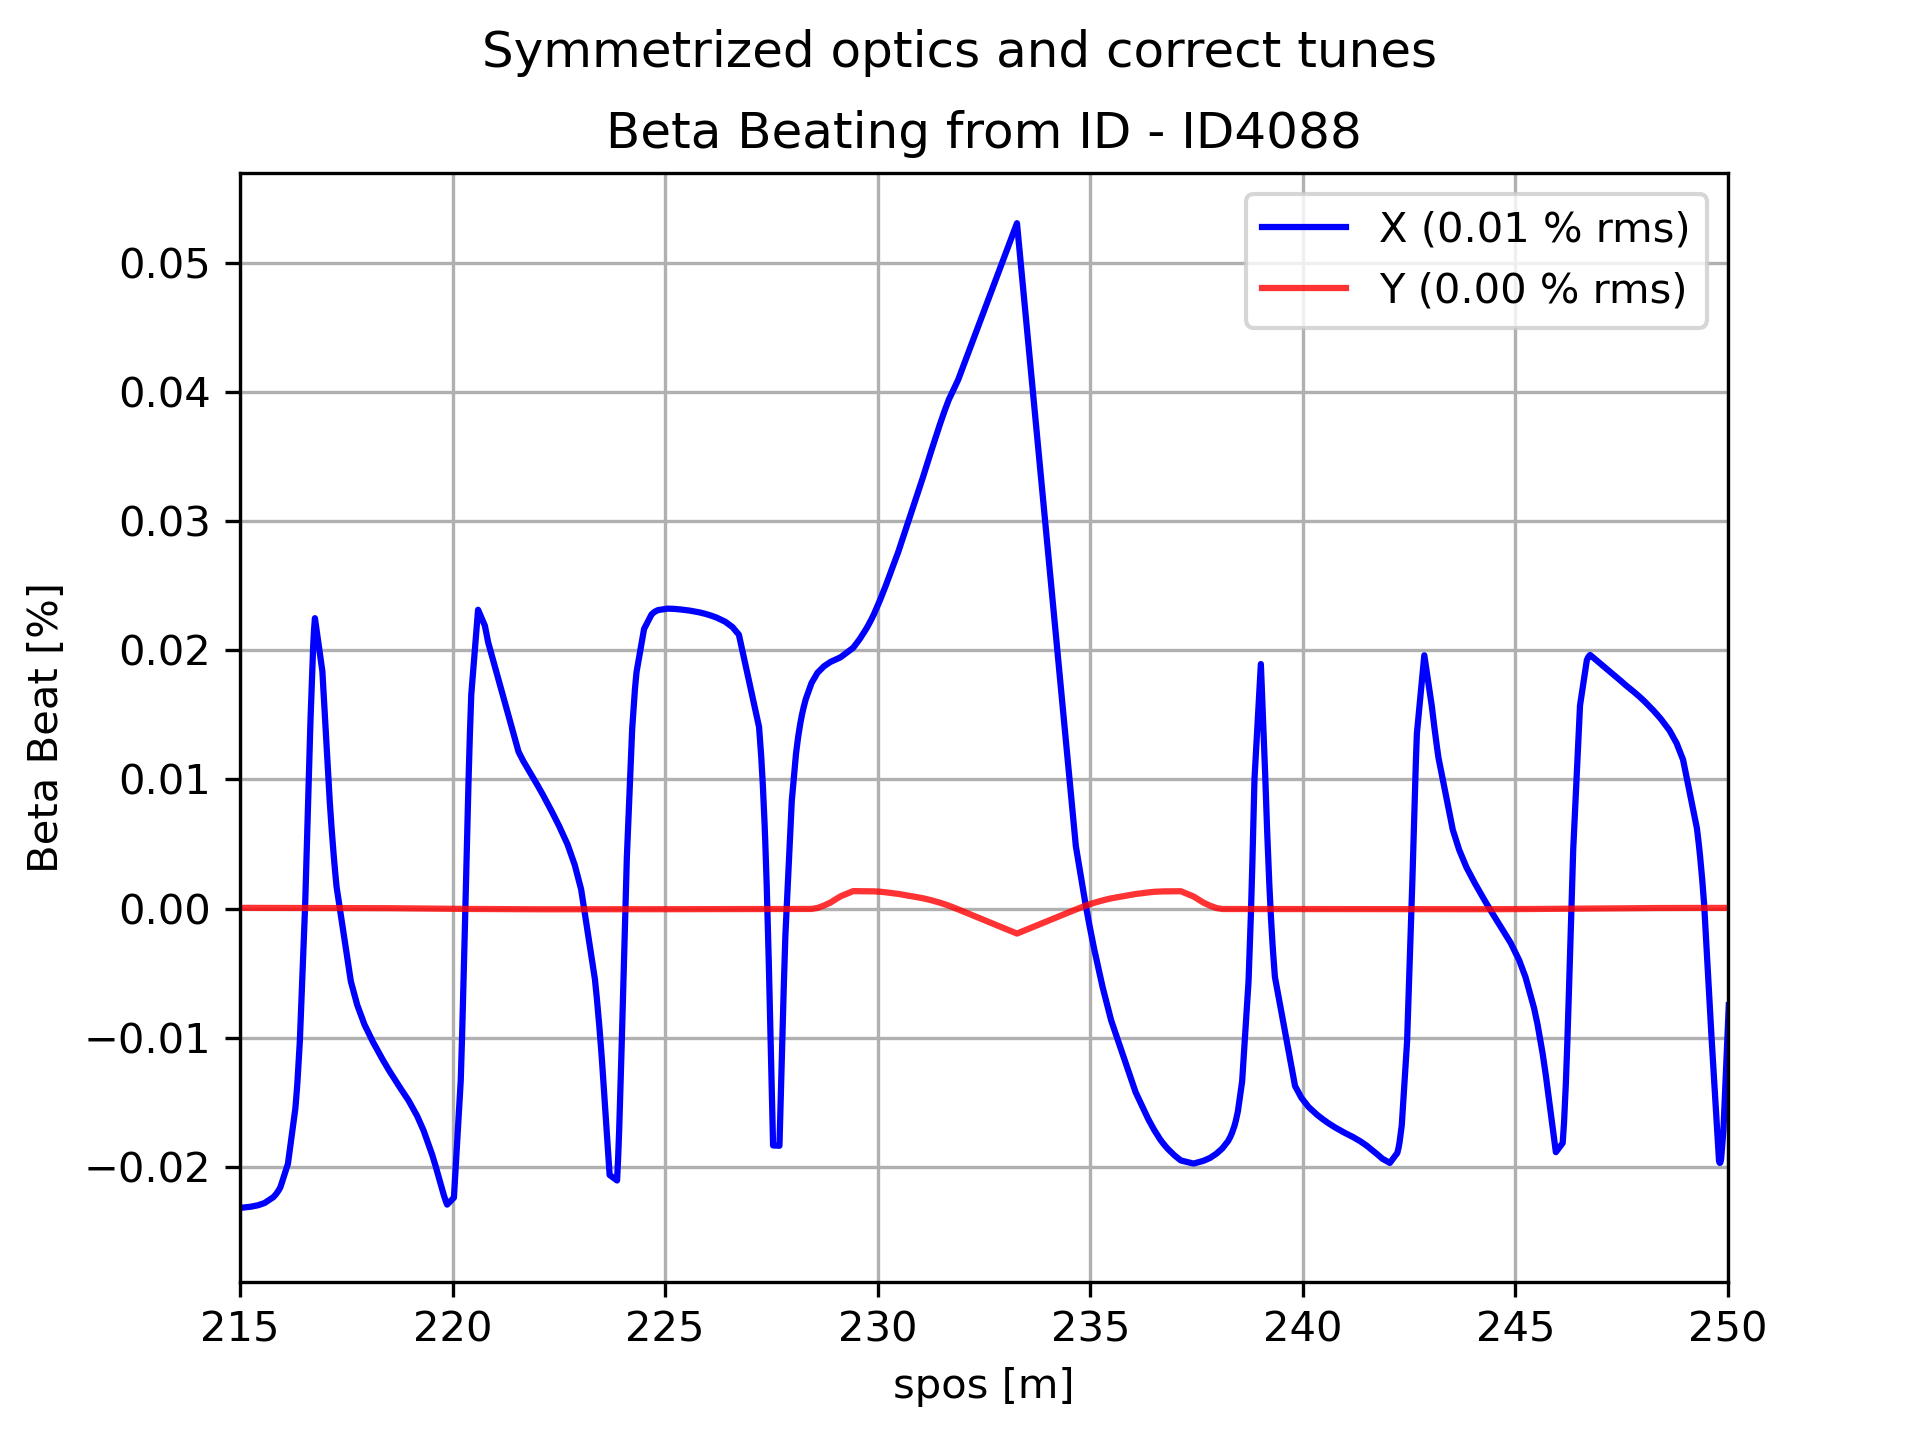 Symmetrized optics and correct tunes
Beta Beating from ID - ID4088
X (0.01 % rms)
Y (0.00 % rms)
Beta Beat [%]
0.05
0.04
0.03
0.02
0.01
0.00
−0.01
−0.02
215 220 225 230 235 240 245 250
spos [m]